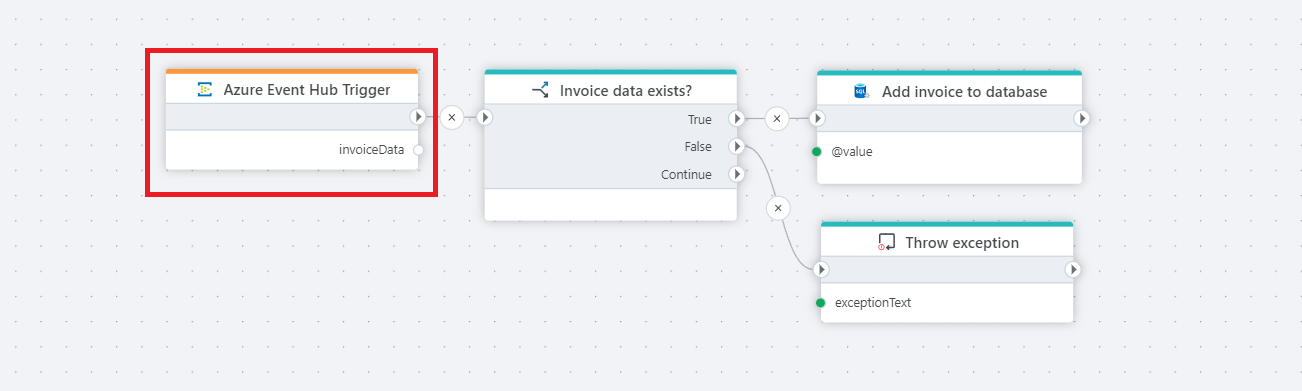 Azure Event Hub Trigger
invoiceData
Invoice data exists?
True
False
Continue
SQL
Add invoice to database
@value
Throw exception
exceptionText